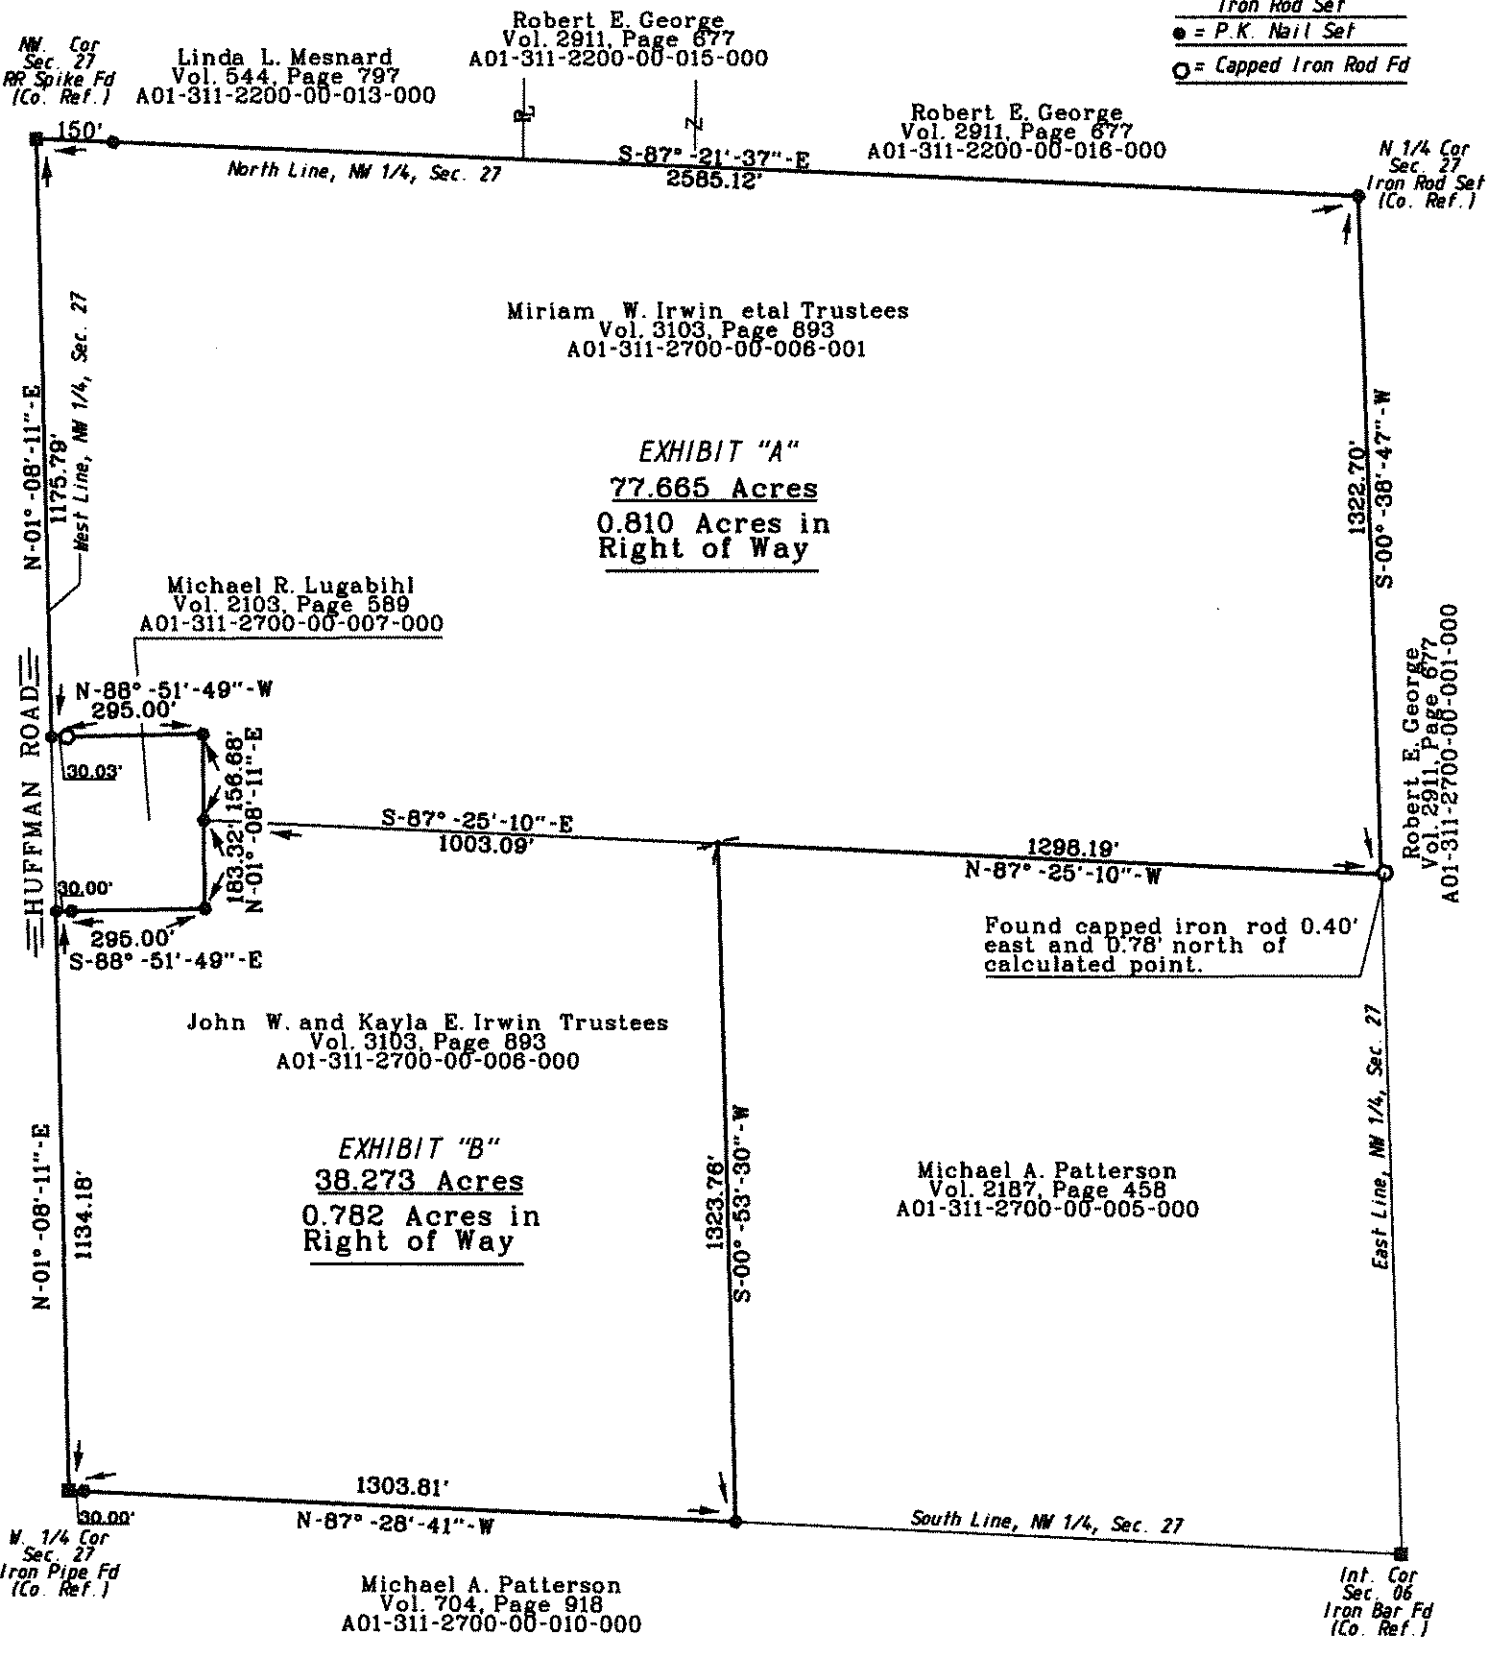 Iron Rod Set
= P.K. Nail Set
= Capped Iron Rod Fd
NW. Cor
Sec. 27
RR Spike Fd
(Co. Ref.)
Linda L. Mesnard
Vol. 544, Page 797
A01-311-2200-00-013-000
Robert E. George
Vol. 2911, Page 677
A01-311-2200-00-015-000
Robert E. George
Vol. 2911, Page 677
A01-311-2200-00-016-000
N 1/4 Cor
Sec. 27
Iron Rod Set
(Co. Ref.)
150'
North Line, NW 1/4, Sec. 27
S-87°-21'-37"-E
2585.12'
Miriam W. Irwin etal Trustees
Vol. 3103, Page 893
A01-311-2700-00-006-001
N-01°-08'-11"-E
1175.79'
West Line, NW 1/4, Sec. 27
EXHIBIT "A"
77.665 Acres
0.810 Acres in
Right of Way
1322.70'
S-00°-38'-47"-W
Michael R. Lugabihl
Vol. 2103, Page 589
A01-311-2700-00-007-000
HUFFMAN ROAD
N-88°-51'-49"-W
295.00'
30.03'
156.68'
183.32'
N-01°-08'-11"-E
30.00'
295.00'
S-88°-51'-49"-E
S-87°-25'-10"-E
1003.09'
1298.19'
N-87°-25'-10"-W
Robert E. George
Vol. 2911, Page 677
A01-311-2700-00-001-000
Found capped iron rod 0.40'
east and 0.78' north of
calculated point.
John W. and Kayla E. Irwin Trustees
Vol. 3103, Page 893
A01-311-2700-00-006-000
N-01°-08'-11"-E
1134.18'
EXHIBIT "B"
38.273 Acres
0.782 Acres in
Right of Way
1323.76'
S-00°-53'-30"-W
Michael A. Patterson
Vol. 2187, Page 458
A01-311-2700-00-005-000
East Line, NW 1/4, Sec. 27
1303.81'
N-87°-28'-41"-W
30.00'
South Line, NW 1/4, Sec. 27
W. 1/4 Cor
Sec. 27
Iron Pipe Fd
(Co. Ref.)
Michael A. Patterson
Vol. 704, Page 918
A01-311-2700-00-010-000
Int. Cor
Sec. 06
Iron Bar Fd
(Co. Ref.)